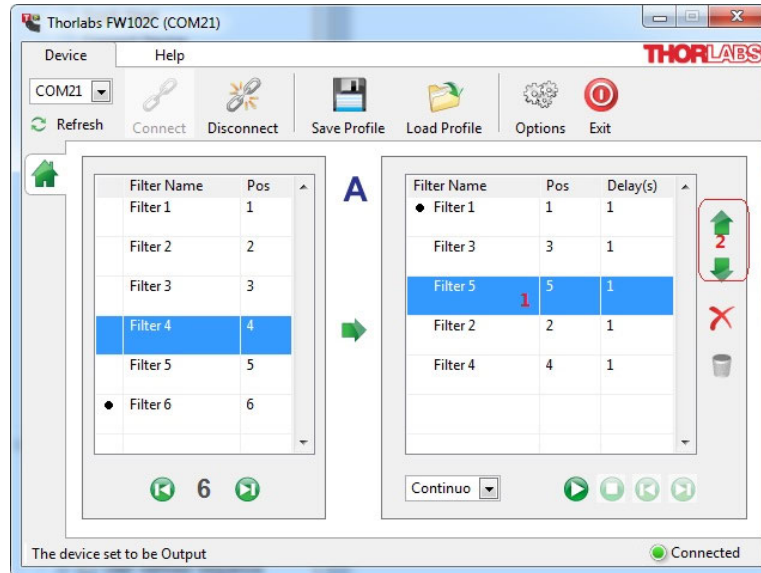 Thorlabs FW102C (COM21)
Device Help THORLABS
COM21
Refresh Connect Disconnect Save Profile Load Profile Options Exit
A
Filter Name Pos
Filter 1 1
Filter 2 2
Filter 3 3
Filter 4 4
Filter 5 5
Filter 6 6
6
Filter Name Pos Delay(s)
Filter 1 1 1
Filter 3 3 1
Filter 5 1 5 1
Filter 2 2 1
Filter 4 4 1
2
Continuo
The device set to be Output Connected